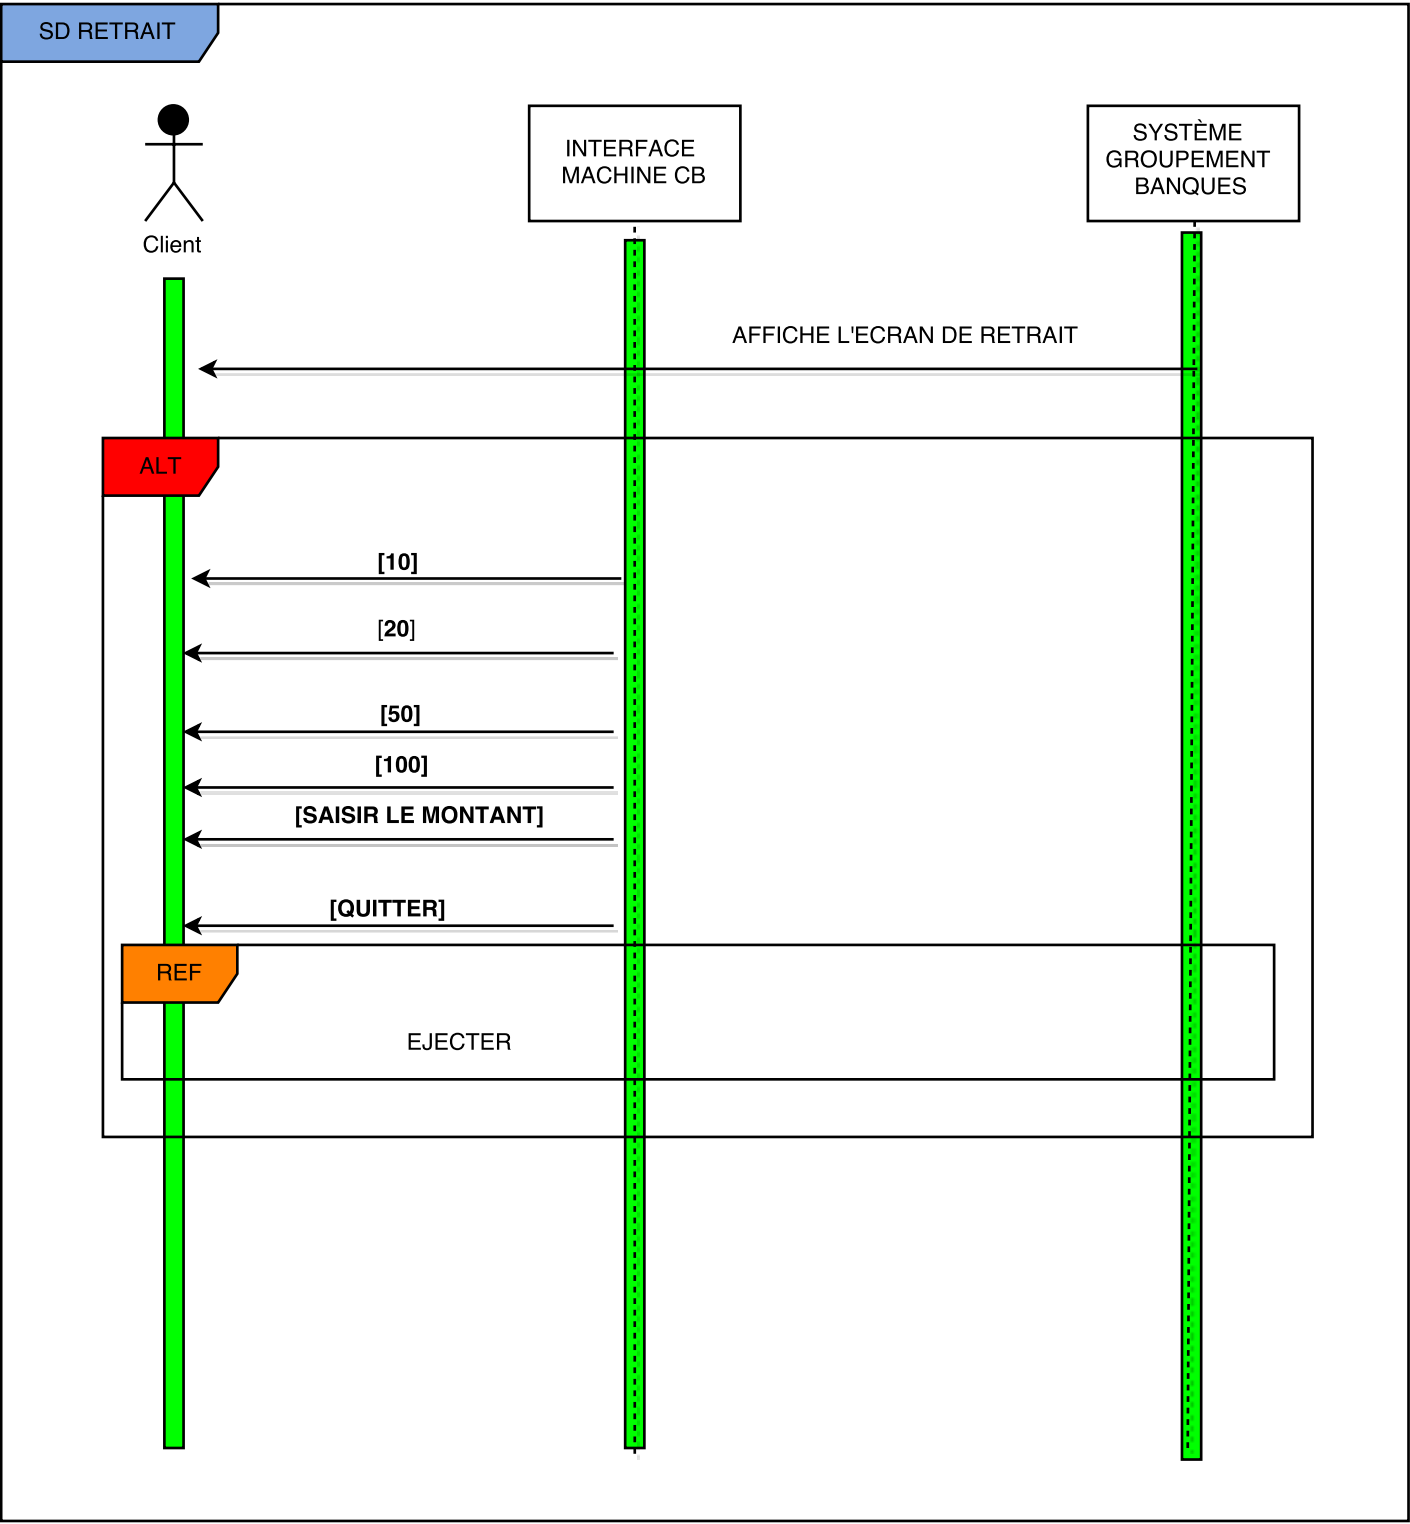 SD RETRAIT
INTERFACE
MACHINE CB
SYSTÈME
GROUPEMENT
BANQUES
Client
AFFICHE L'ECRAN DE RETRAIT
ALT
[10]
[20]
[50]
[100]
[SAISIR LE MONTANT]
[QUITTER]
REF
EJECTER